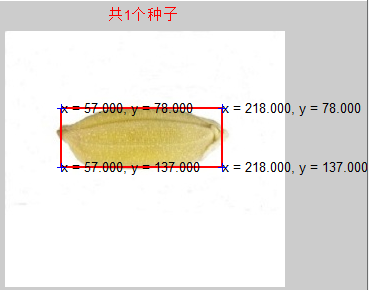 共1个种子
x = 57.000, y = 78.000
x = 218.000, y = 78.000
x = 57.000, y = 137.000
x = 218.000, y = 137.000